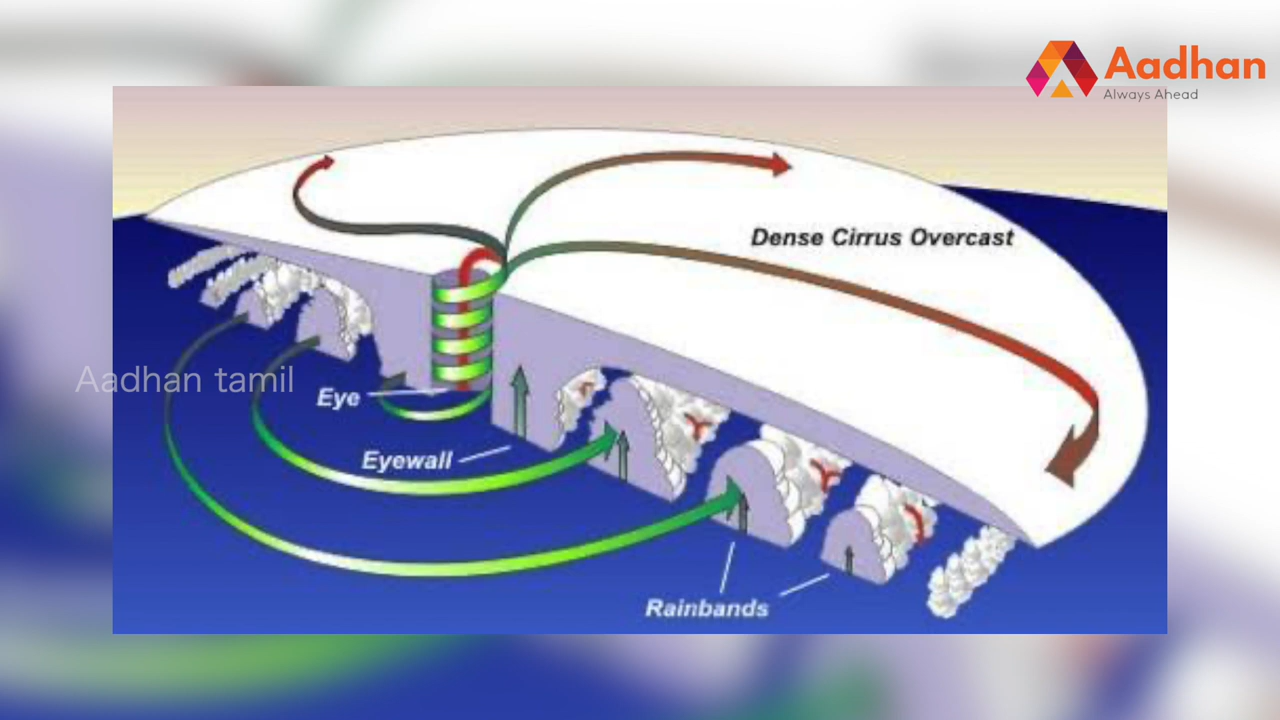 Aadhan
Always Ahead
Dense Cirrus Overcast
Aadhan tamil
Eye
Eyewall
Rainbands